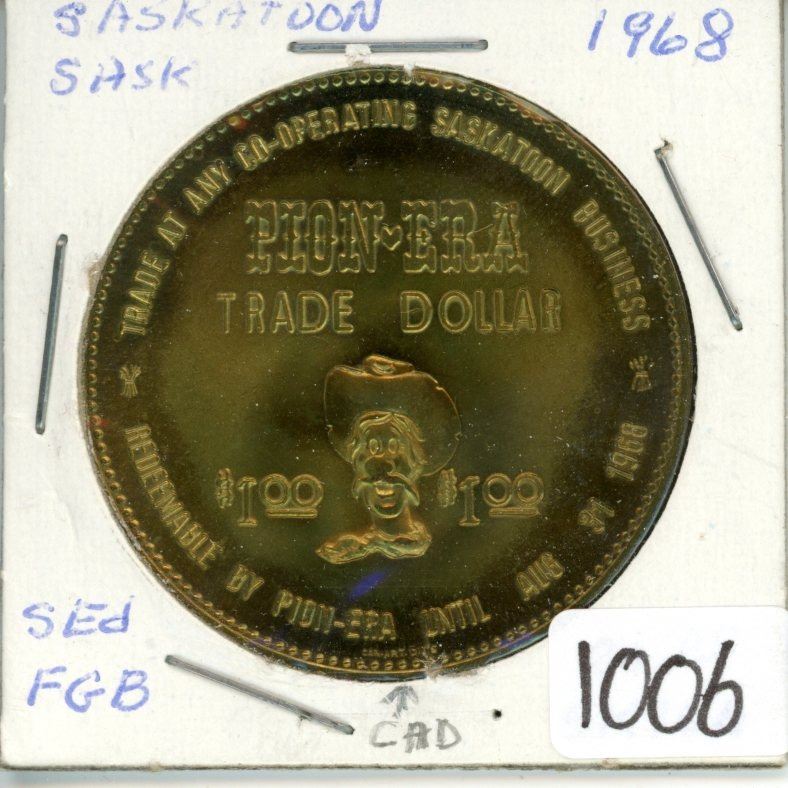 SASKATOON
SASK
1968
TRADE AT ANY CO-OPERATING SASKATOON BUSINESS
PION-ERA
TRADE DOLLAR
$1.00 $1.00
REDEEMABLE BY PION-ERA UNTIL AUG 31 1968
SEd
FGB
CAD
1006